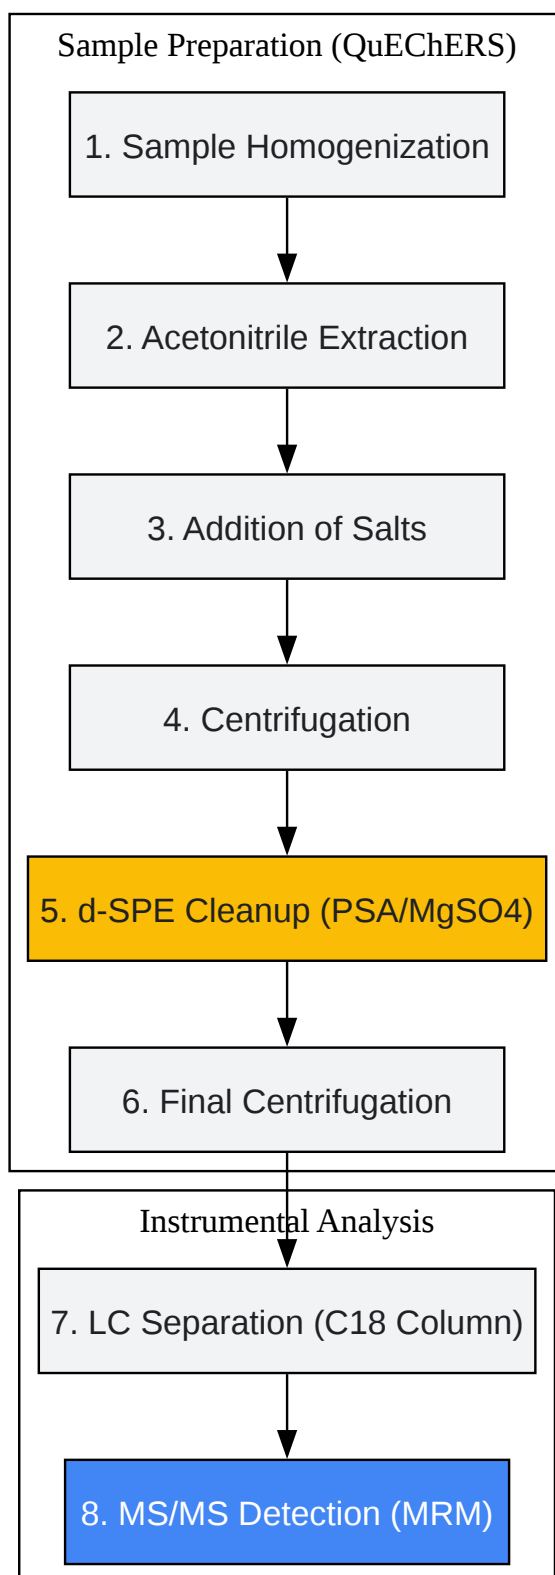 Sample Preparation (QuEChERS)
1. Sample Homogenization
2. Acetonitrile Extraction
3. Addition of Salts
4. Centrifugation
5. d-SPE Cleanup (PSA/MgSO4)
6. Final Centrifugation
Instrumental Analysis
7. LC Separation (C18 Column)
8. MS/MS Detection (MRM)